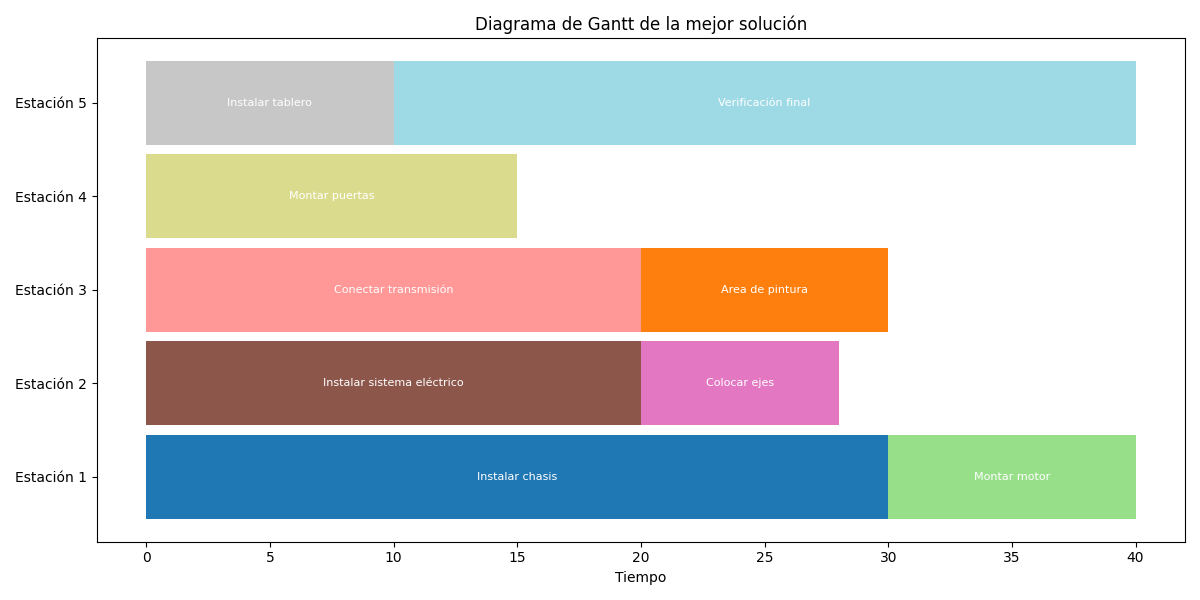 Diagrama de Gantt de la mejor solución
Estación 5
Instalar tablero
Verificación final
Estación 4
Montar puertas
Estación 3
Conectar transmisión
Area de pintura
Estación 2
Instalar sistema eléctrico
Colocar ejes
Estación 1
Instalar chasis
Montar motor
0 5 10 15 20 25 30 35 40
Tiempo